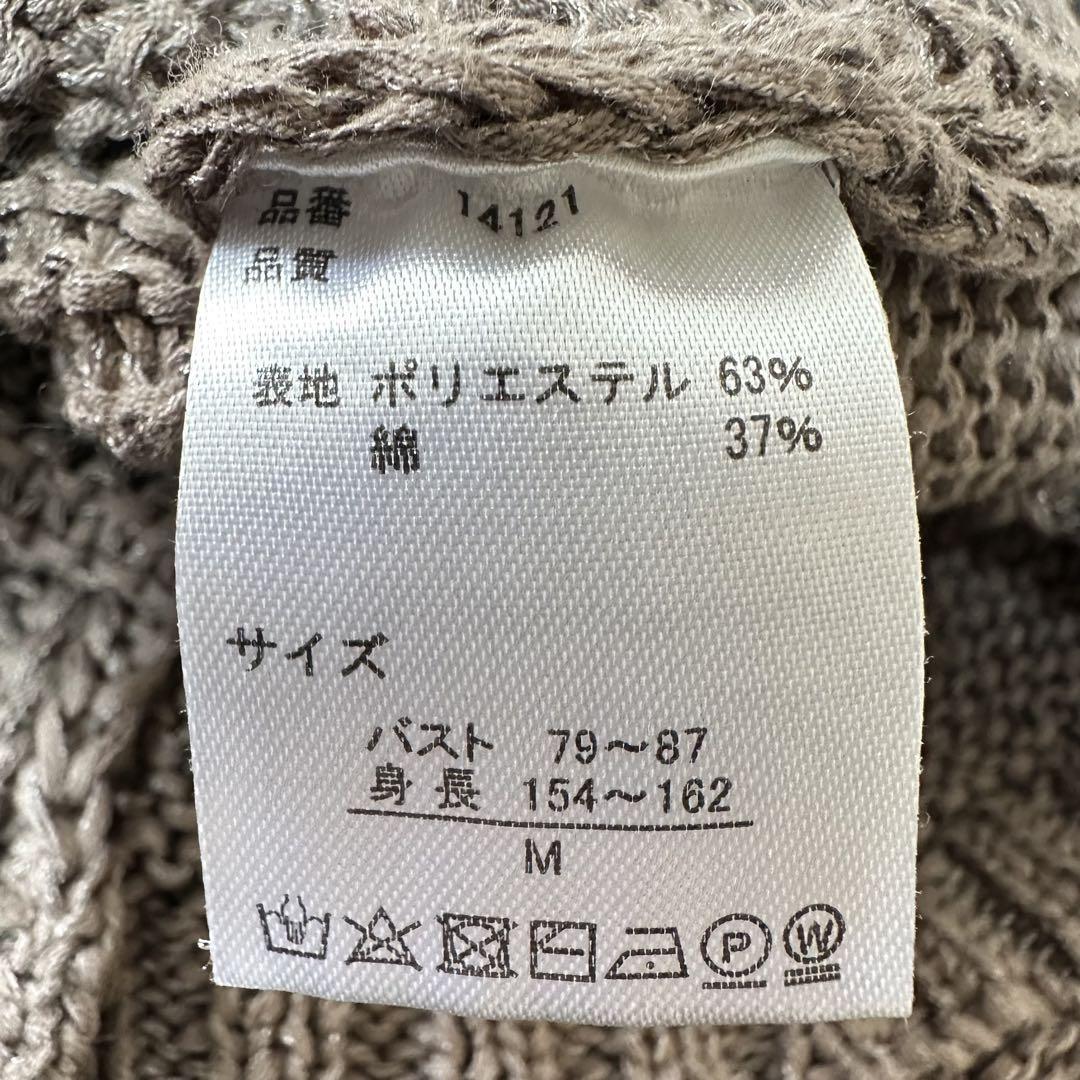 品番 14121
品質
表地 ポリエステル 63%
綿 37%
サイズ
バスト 79～87
身長 154～162
M
P W